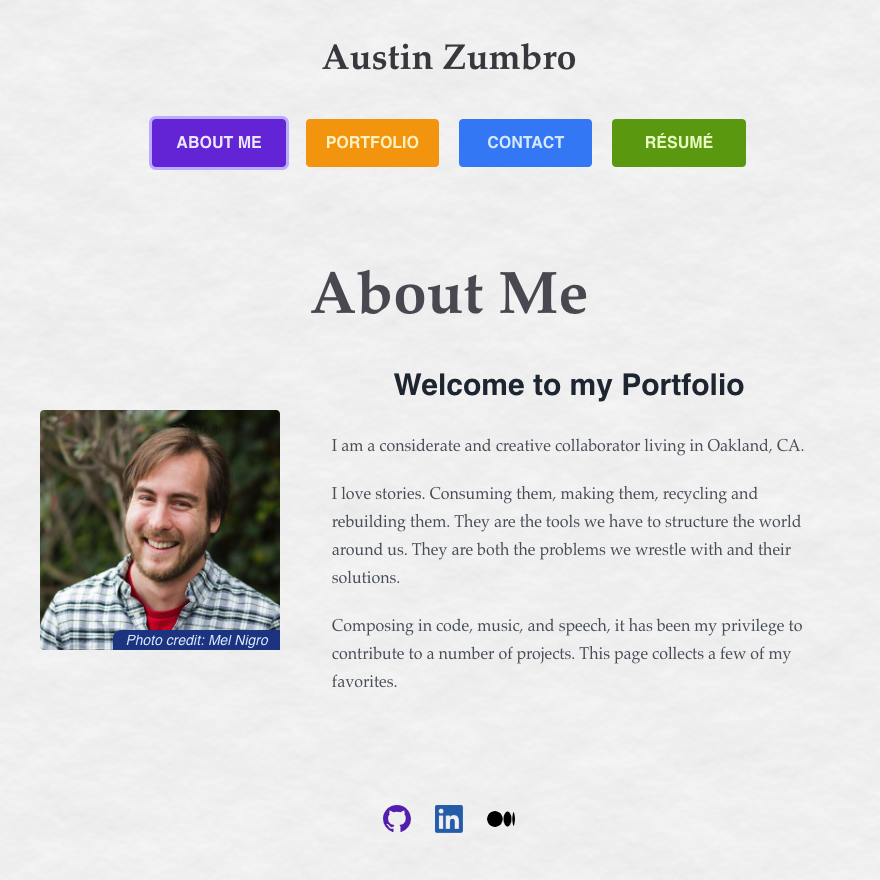 Austin Zumbro
ABOUT ME
PORTFOLIO
CONTACT
RÉSUMÉ
About Me
Welcome to my Portfolio
I am a considerate and creative collaborator living in Oakland, CA.
I love stories. Consuming them, making them, recycling and
rebuilding them. They are the tools we have to structure the world
around us. They are both the problems we wrestle with and their
solutions.
Composing in code, music, and speech, it has been my privilege to
contribute to a number of projects. This page collects a few of my
favorites.
Photo credit: Mel Nigro
in